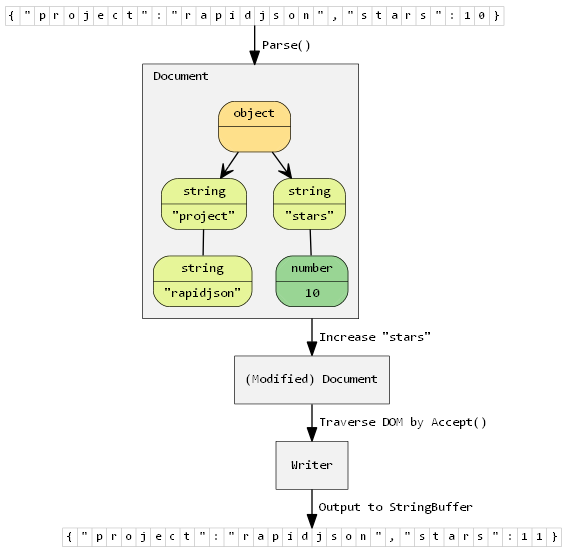 {"project":"rapidjson","stars":10}
Parse()
Document
object
string string
"project" "stars"
string number
"rapidjson" 10
Increase "stars"
(Modified) Document
Traverse DOM by Accept()
Writer
Output to StringBuffer
{"project":"rapidjson","stars":11}